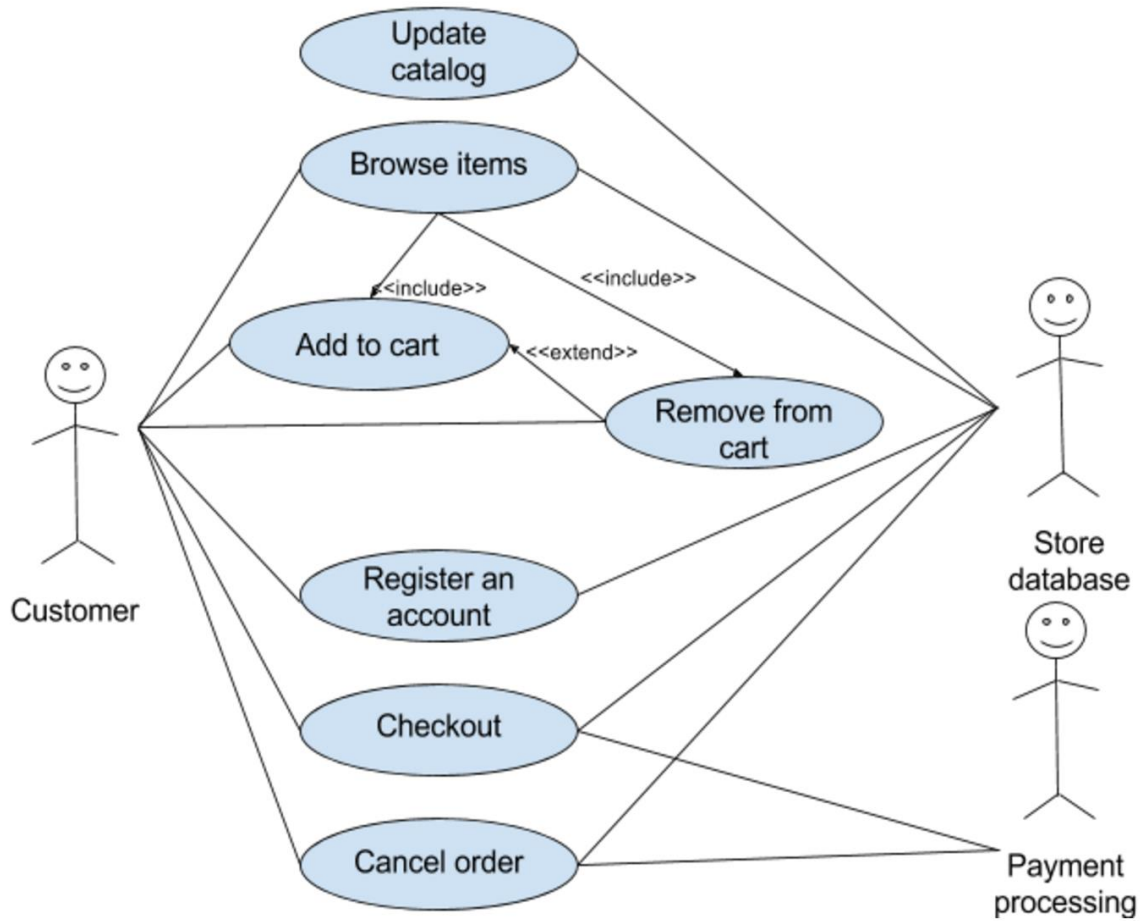 Update
catalog
Browse items
<<include>>
<<include>>
Add to cart
<<extend>>
Remove from
cart
Customer
Store
database
Register an
account
Checkout
Cancel order
Payment
processing